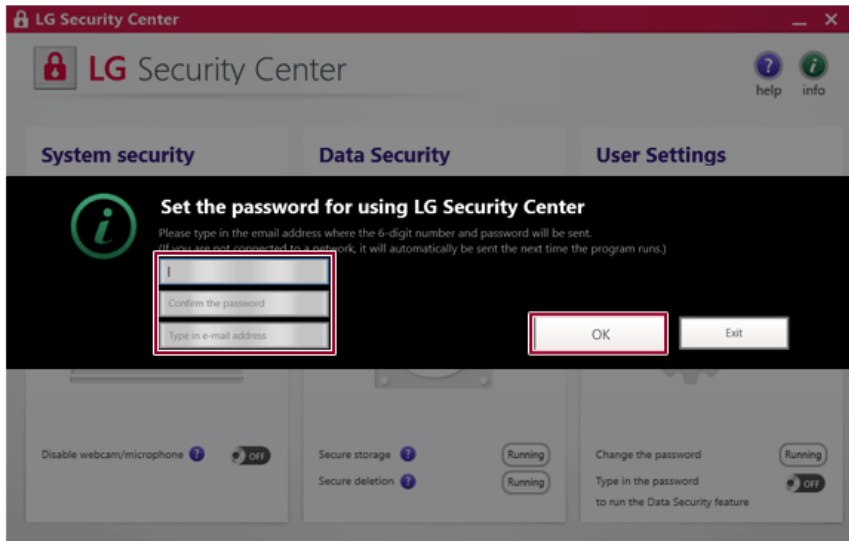 LG Security Center
LG Security Center
help info
System security
Data Security
User Settings
Set the password for using LG Security Center
Please type in the email address where the 6-digit number and password will be sent.
(If you are not connected to a network, it will automatically be sent the next time the program runs.)
Confirm the password
Type in e-mail address
OK
Exit
Disable webcam/microphone ? OFF
Secure storage ? Running
Secure deletion ? Running
Change the password Running
Type in the password OFF
to run the Data Security feature